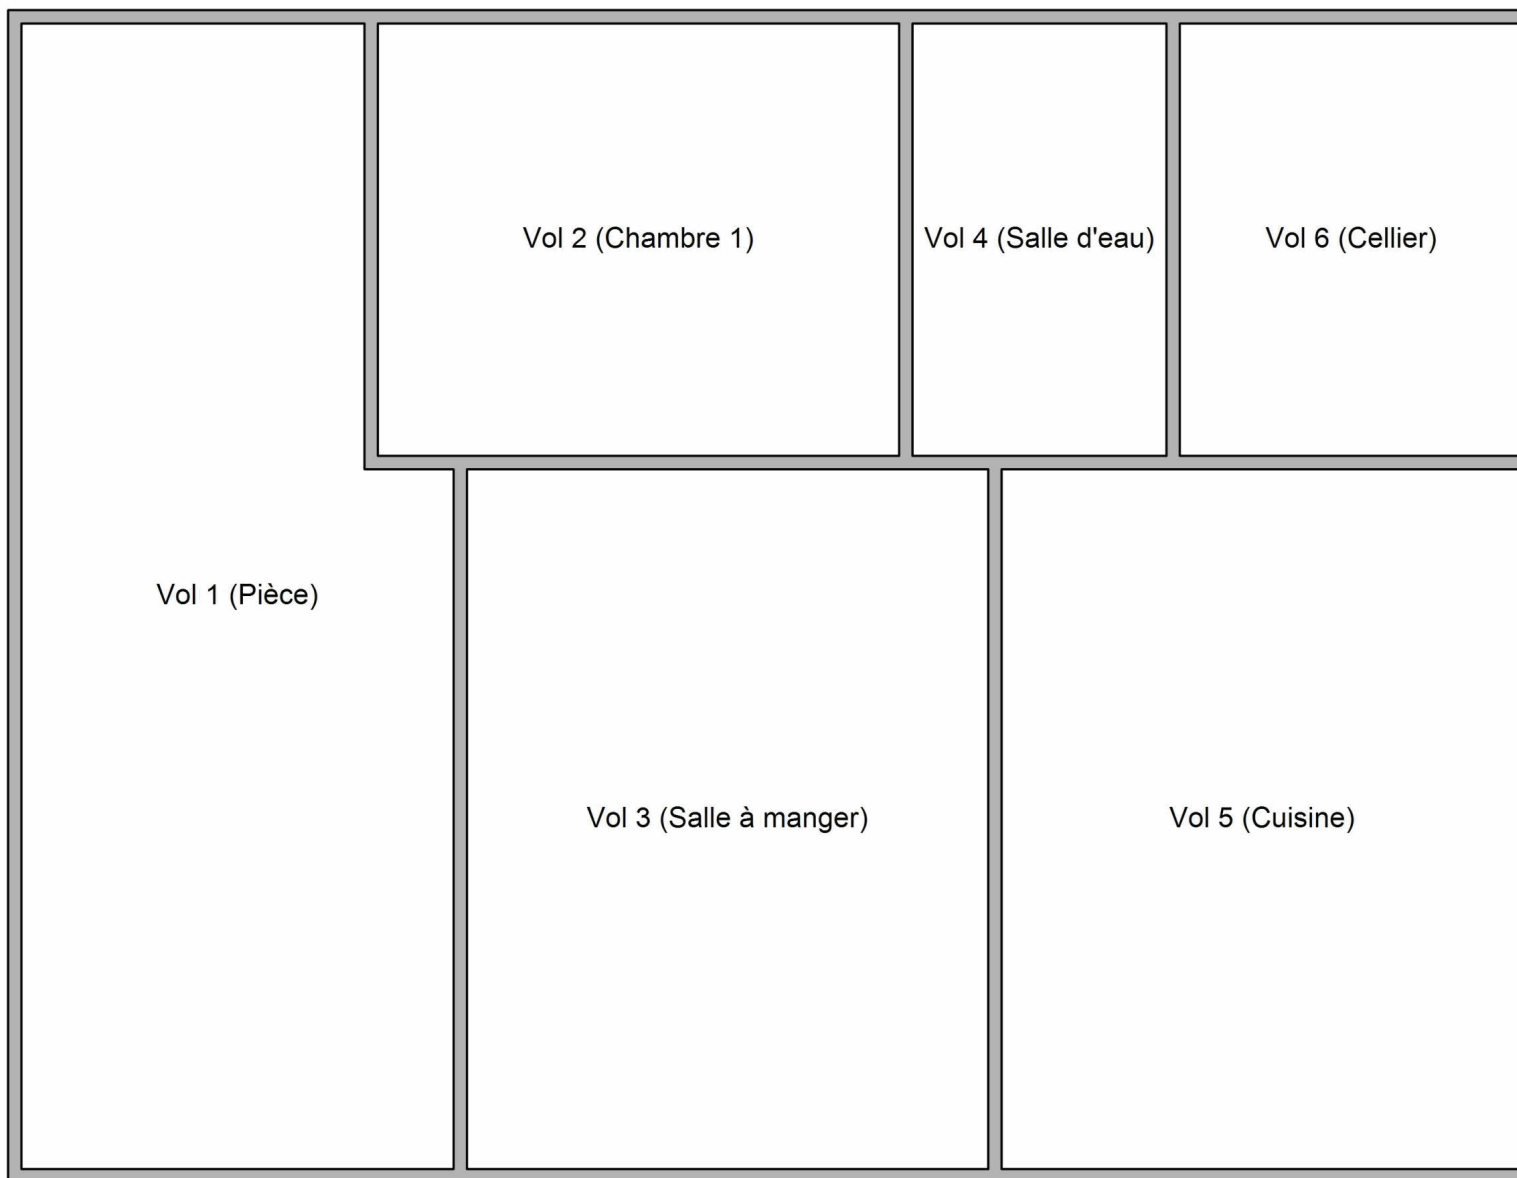 Vol 2 (Chambre 1)
Vol 4 (Salle d'eau)
Vol 6 (Cellier)
Vol 1 (Pièce)
Vol 3 (Salle à manger)
Vol 5 (Cuisine)